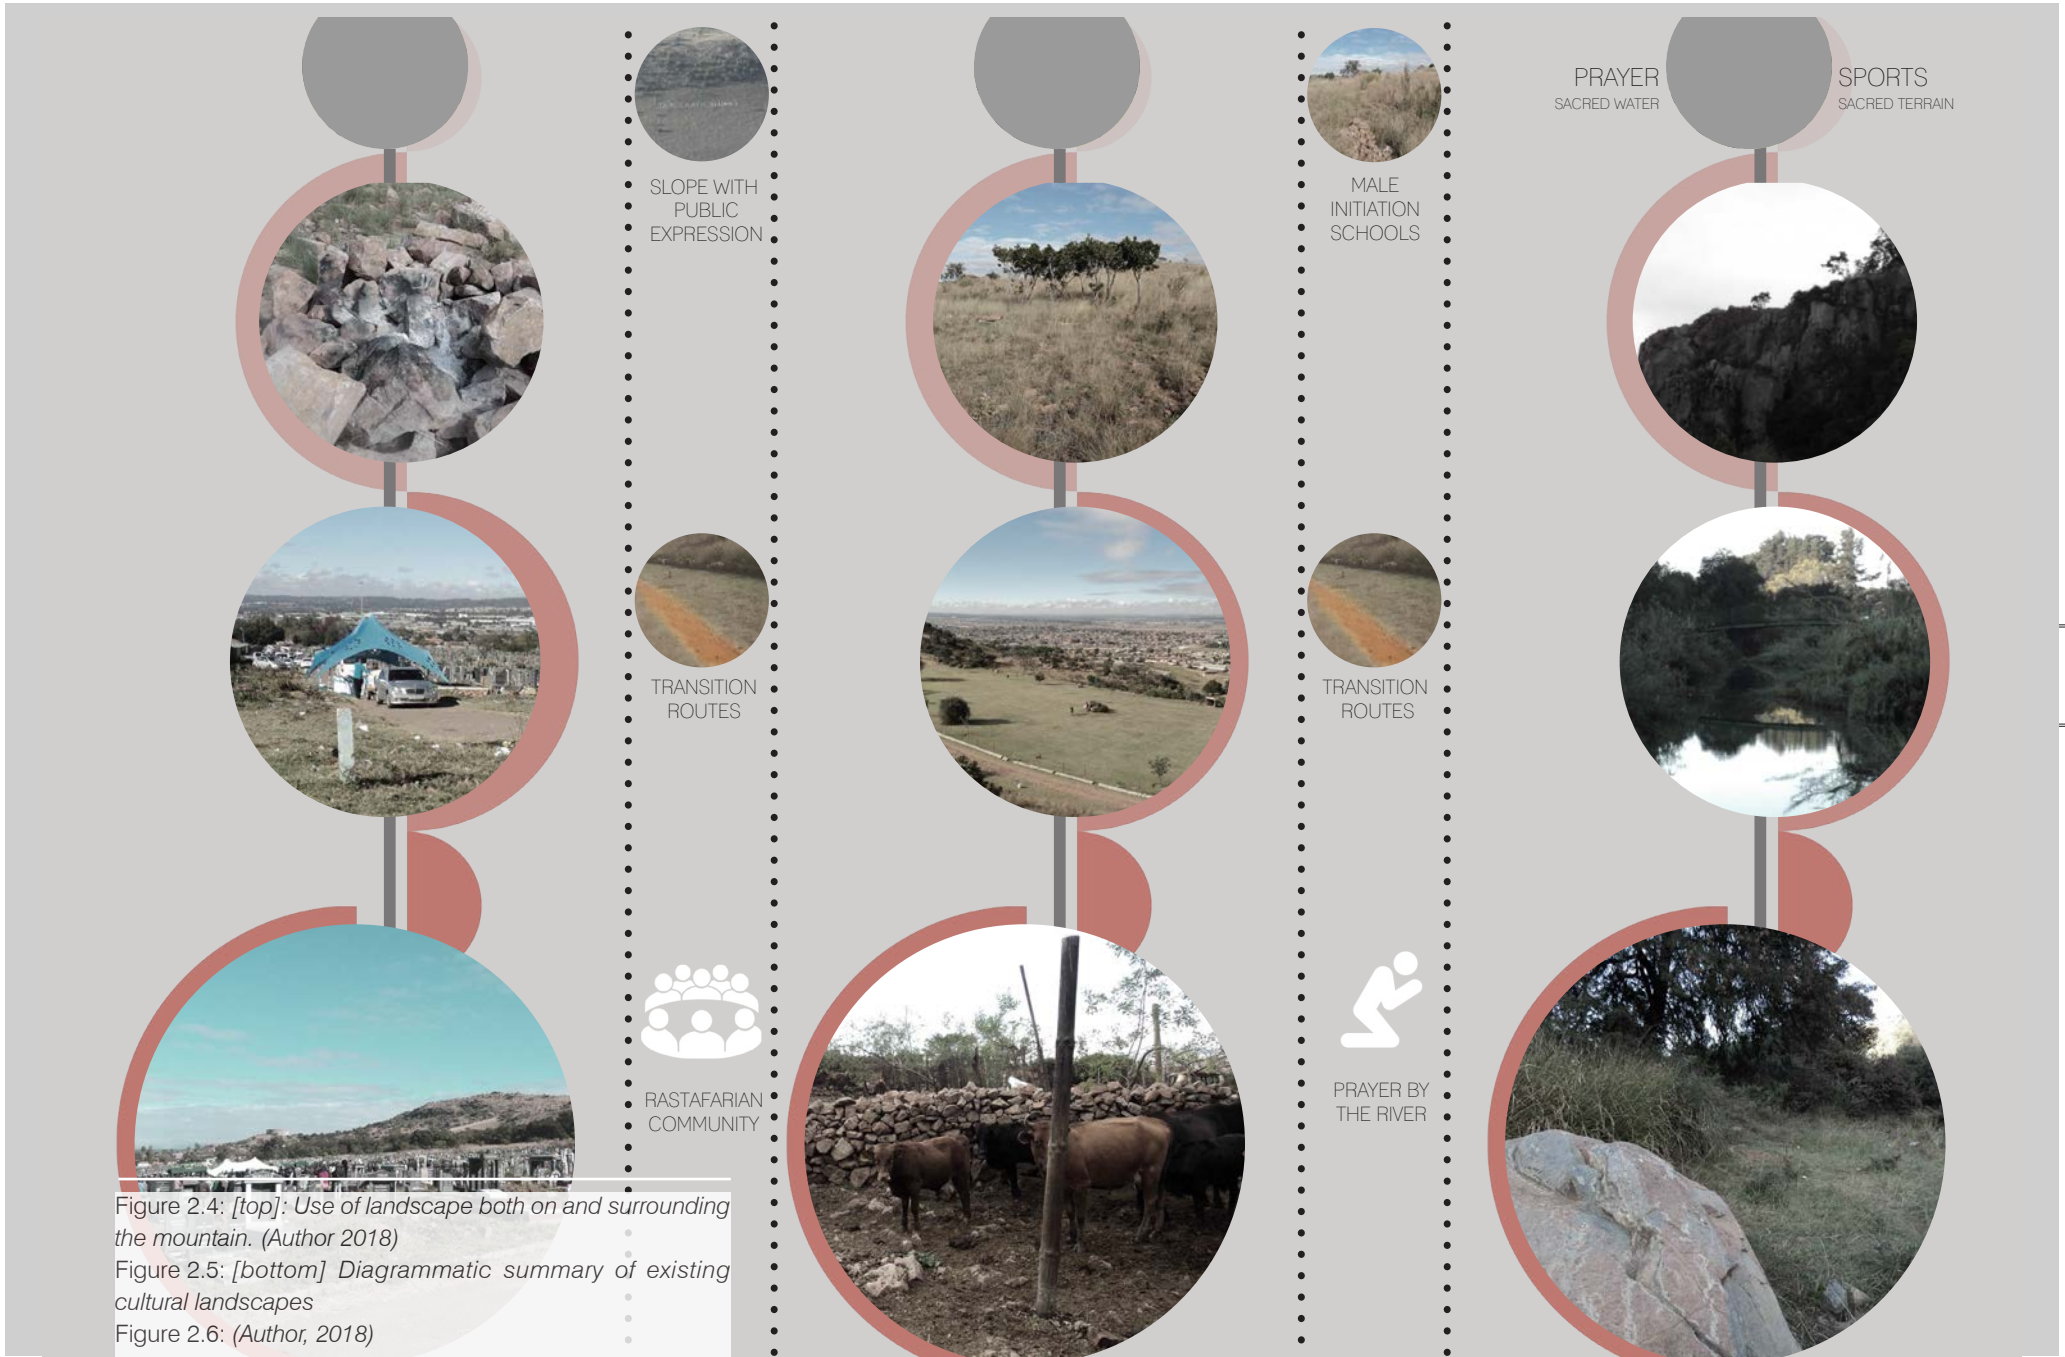 PRAYER
SACRED WATER
SPORTS
SACRED TERRAIN
SLOPE WITH
PUBLIC
EXPRESSION
MALE
INITIATION
SCHOOLS
TRANSITION
ROUTES
TRANSITION
ROUTES
RASTAFARIAN
COMMUNITY
PRAYER BY
THE RIVER
Figure 2.4: [top]: Use of landscape both on and surrounding
the mountain. (Author 2018)
Figure 2.5: [bottom] Diagrammatic summary of existing
cultural landscapes
Figure 2.6: (Author, 2018)